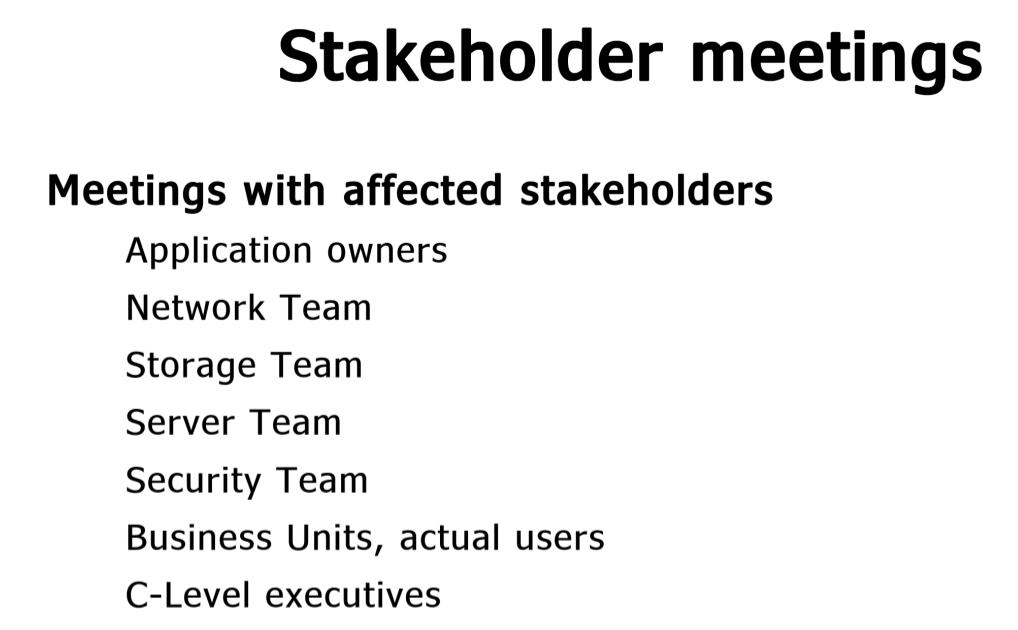 Stakeholder meetings
Meetings with affected stakeholders
Application owners
Network Team
Storage Team
Server Team
Security Team
Business Units, actual users
C-Level executives